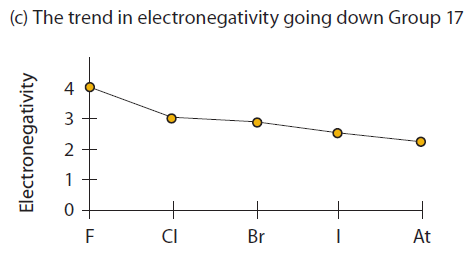 (c) The trend in electronegativity going down Group 17
Electronegativity
4
3
2
1
0
F Cl Br I At